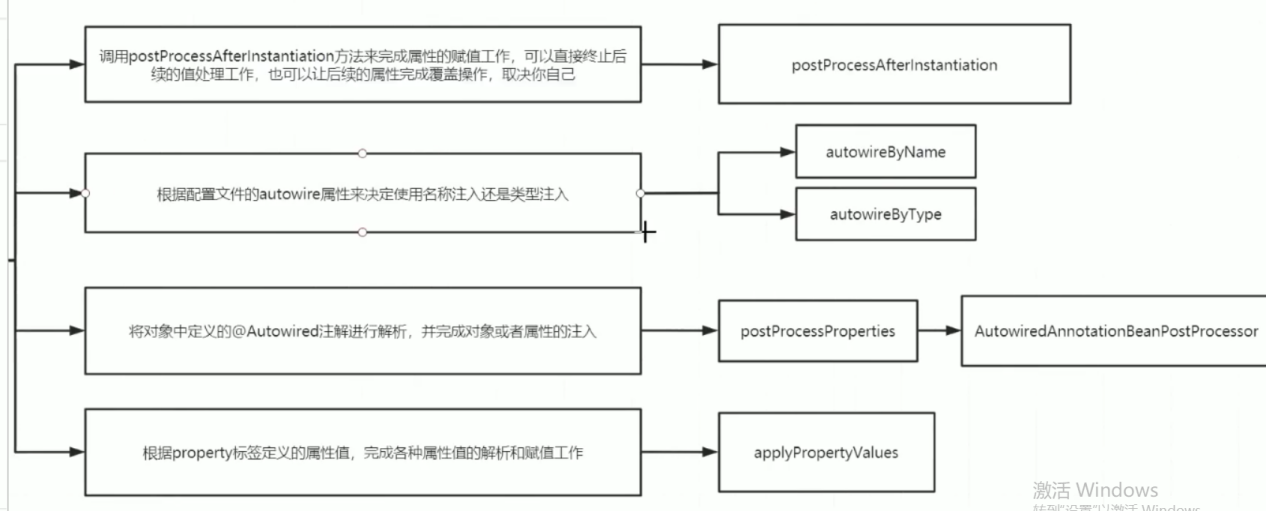 调用postProcessAfterInstantiation方法来完成属性的赋值工作，可以直接终止后
续的值处理工作，也可以让后续的属性完成覆盖操作，取决你自己
postProcessAfterInstantiation
根据配置文件的autowire属性来决定使用名称注入还是类型注入
autowireByName
autowireByType
将对象中定义的@Autowired注解进行解析，并完成对象或者属性的注入
postProcessProperties
AutowiredAnnotationBeanPostProcessor
根据property标签定义的属性值，完成各种属性值的解析和赋值工作
applyPropertyValues
激活 Windows
转到"设置"以激活 Windows